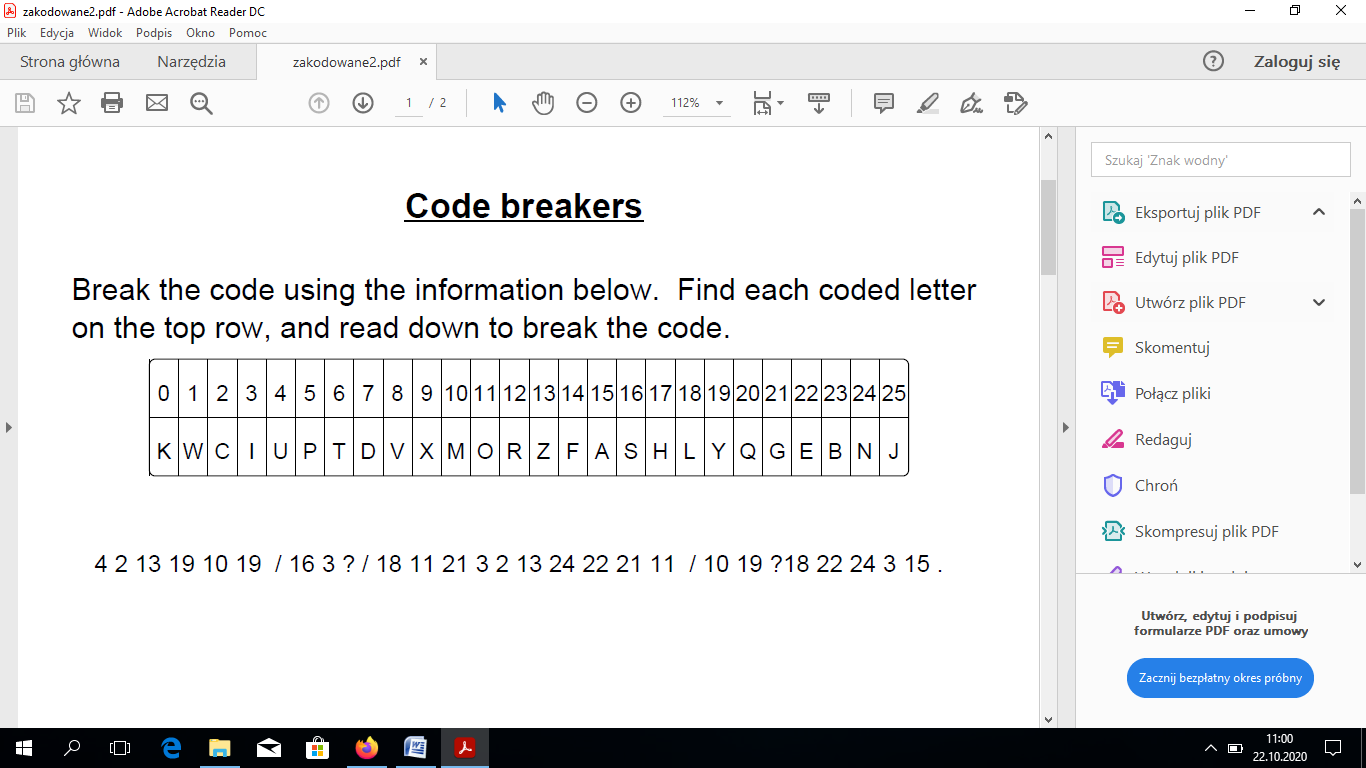 zakodowane2.pdf - Adobe Acrobat Reader DC
Plik Edycja Widok Podpis Okno Pomoc
Strona główna Narzędzia zakodowane2.pdf × ? Zaloguj się
1 / 2 112%
Code breakers
Break the code using the information below. Find each coded letter
on the top row, and read down to break the code.
0 1 2 3 4 5 6 7 8 9 10 11 12 13 14 15 16 17 18 19 20 21 22 23 24 25
K W C I U P T D V X M O R Z F A S H L Y Q G E B N J
4 2 13 19 10 19 / 16 3 ? / 18 11 21 3 2 13 24 22 21 11 / 10 19 ?18 22 24 3 15 .
Szukaj 'Znak wodny'
Eksportuj plik PDF
Edytuj plik PDF
Utwórz plik PDF
Skomentuj
Połącz pliki
Redaguj
Chroń
Skompresuj plik PDF
Utwórz, edytuj i podpisuj
formularze PDF oraz umowy
Zacznij bezpłatny okres próbny
11:00
22.10.2020